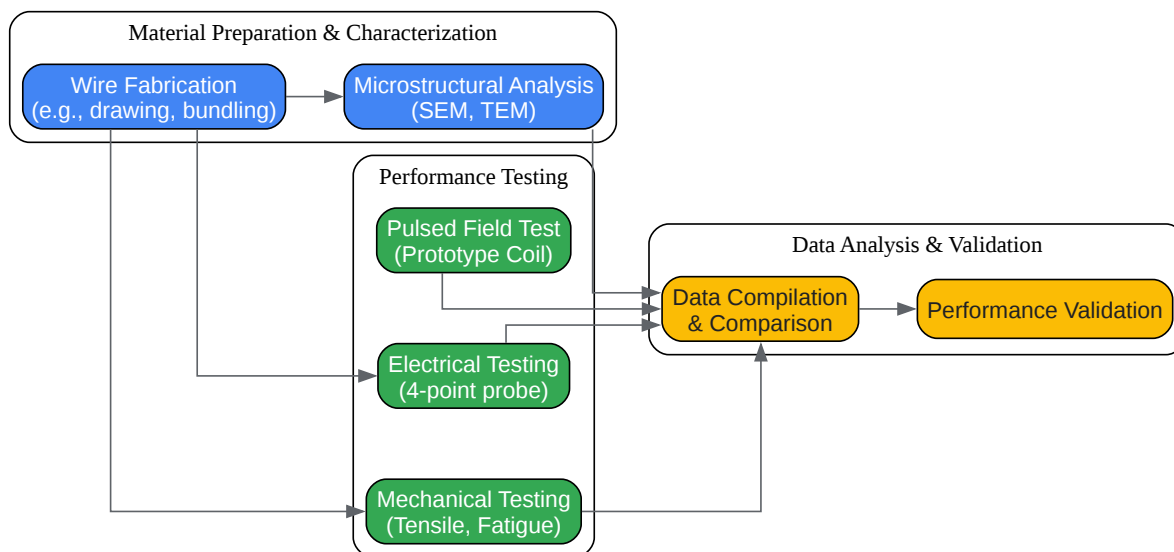 Material Preparation & Characterization
Wire Fabrication
(e.g., drawing, bundling)
Microstructural Analysis
(SEM, TEM)
Performance Testing
Pulsed Field Test
(Prototype Coil)
Electrical Testing
(4-point probe)
Mechanical Testing
(Tensile, Fatigue)
Data Analysis & Validation
Data Compilation
& Comparison
Performance Validation